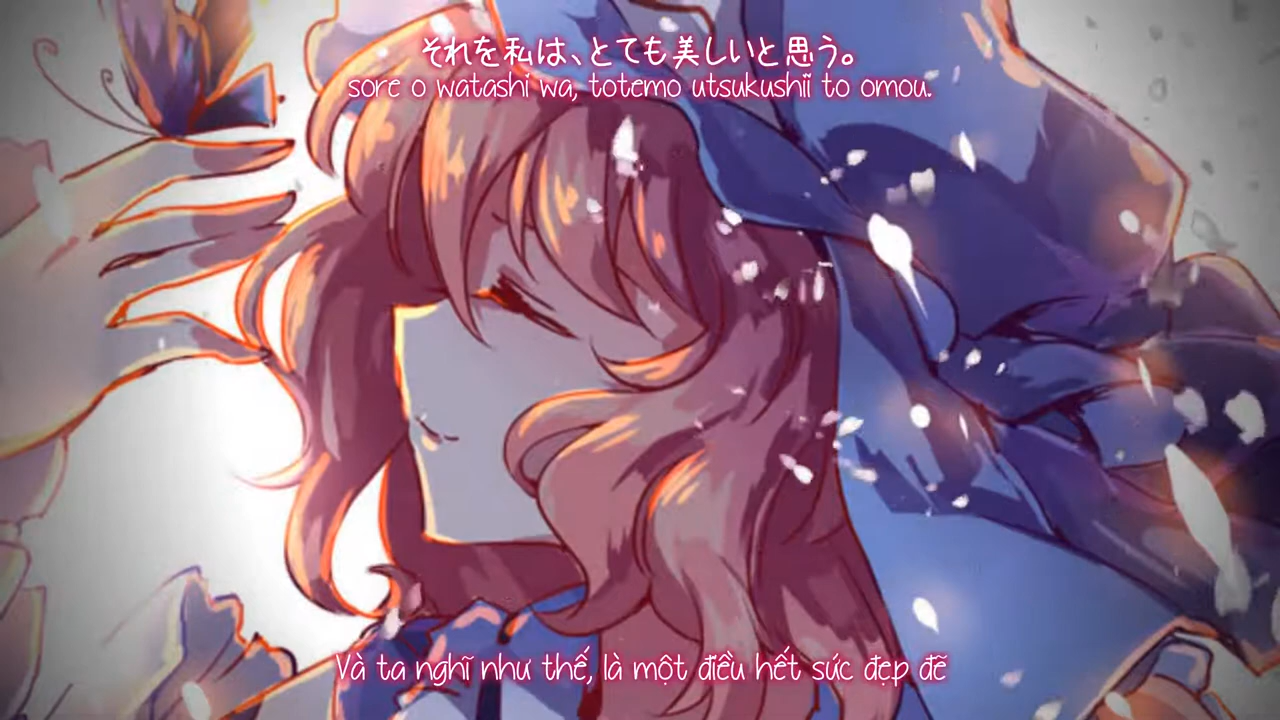 それを私は、とても美しいと思う。
sore o watashi wa, totemo utsukushii to omou.
Và ta nghĩ như thế, là một điều hết sức đẹp đẽ